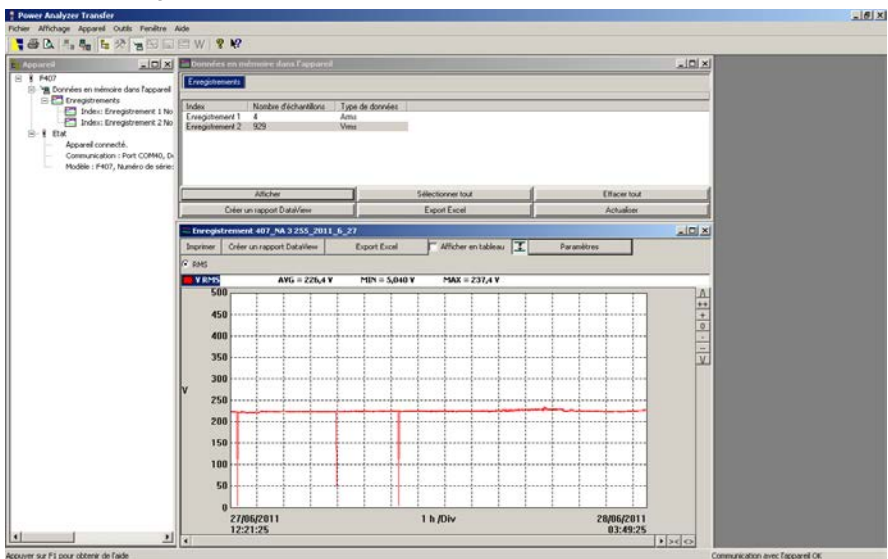 Power Analyzer Transfer
Fichier Affichage Appareil Outils Fenêtre Aide
Appareil
F407
Données en mémoire dans l'appareil
Enregistrements
Index: Enregistrement 1 No
Index: Enregistrement 2 No
Etat
Appareil connecté.
Communication : Port COM40, D
Modèle : F407, Numéro de série:
Données en mémoire dans l'appareil
Enregistrements
Index Nombre d'échantillons Type de données
Enregistrement 1 4 Arms
Enregistrement 2 929 Vrms
Afficher Sélectionner tout Effacer tout
Créer un rapport DataView Export Excel Actualiser
Enregistrement 407_NA 3 255_2011_6_27
Imprimer Créer un rapport DataView Export Excel Afficher en tableau Paramètres
RMS
V RMS AVG = 226,4 V MIN = 5,040 V MAX = 237,4 V
500
450
400
350
300
V
250
200
150
100
50
0
27/06/2011 1 h /Div 28/06/2011
12:21:25 03:49:25
Appuyer sur F1 pour obtenir de l'aide Communication avec l'appareil OK